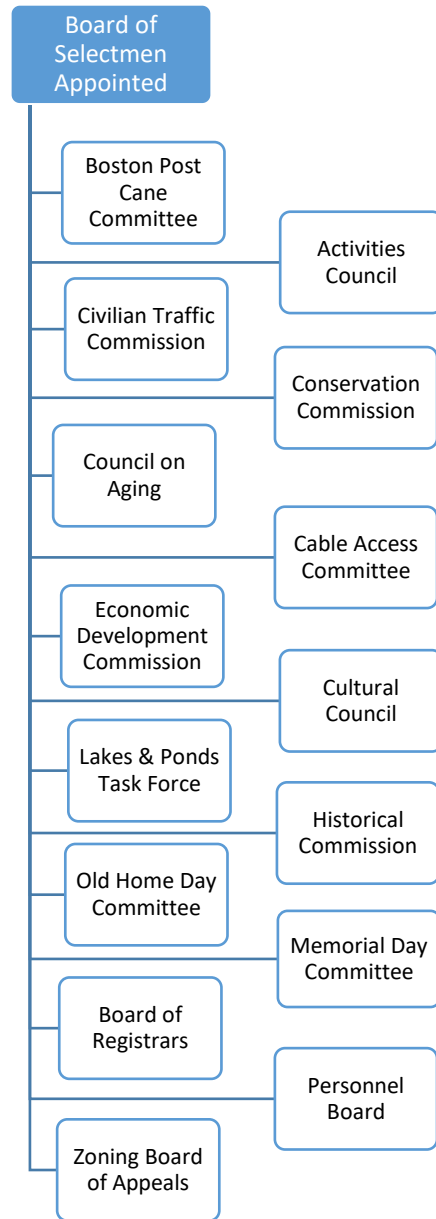 Board of
Selectmen
Appointed
Boston Post
Cane
Committee
Activities
Council
Civilian Traffic
Commission
Conservation
Commission
Council on
Aging
Cable Access
Committee
Economic
Development
Commission
Cultural
Council
Lakes & Ponds
Task Force
Historical
Commission
Old Home Day
Committee
Memorial Day
Committee
Board of
Registrars
Personnel
Board
Zoning Board
of Appeals